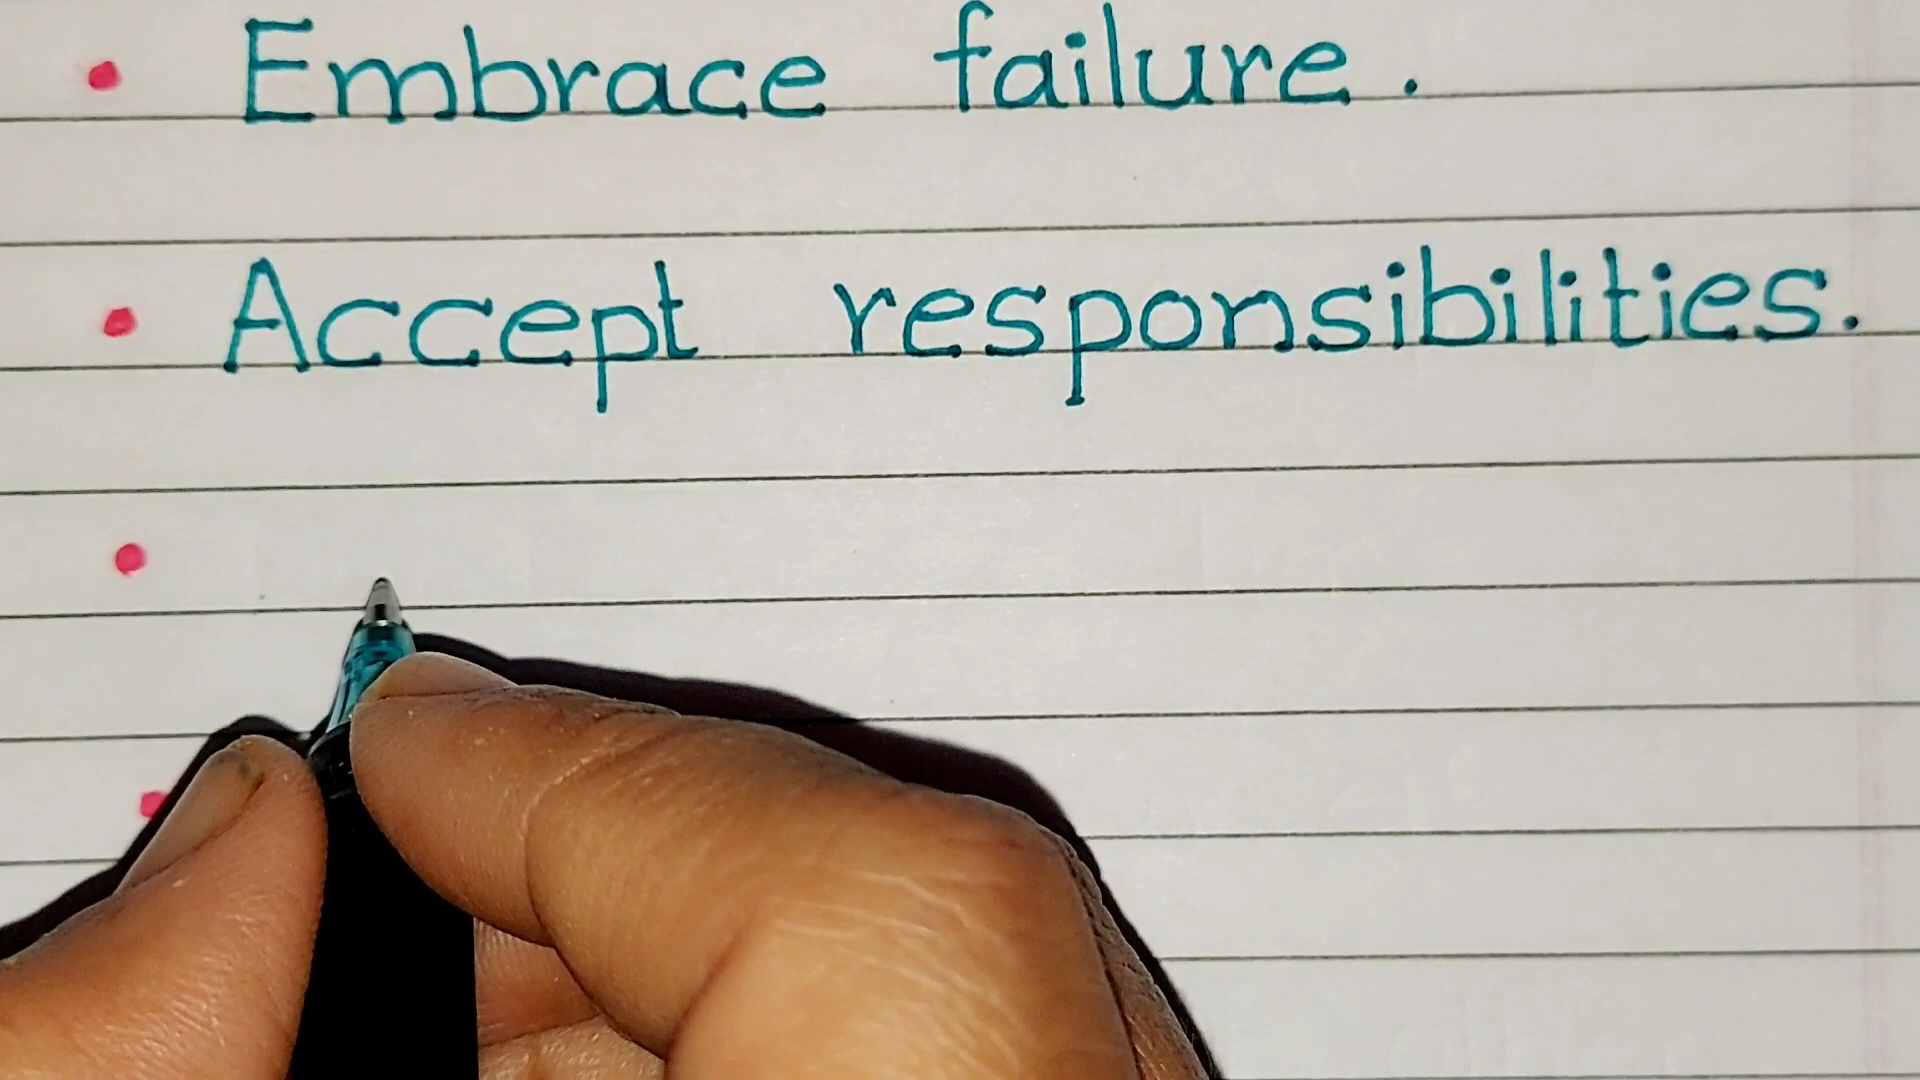 • Embrace failure.
• Accept responsibilities.
•
•